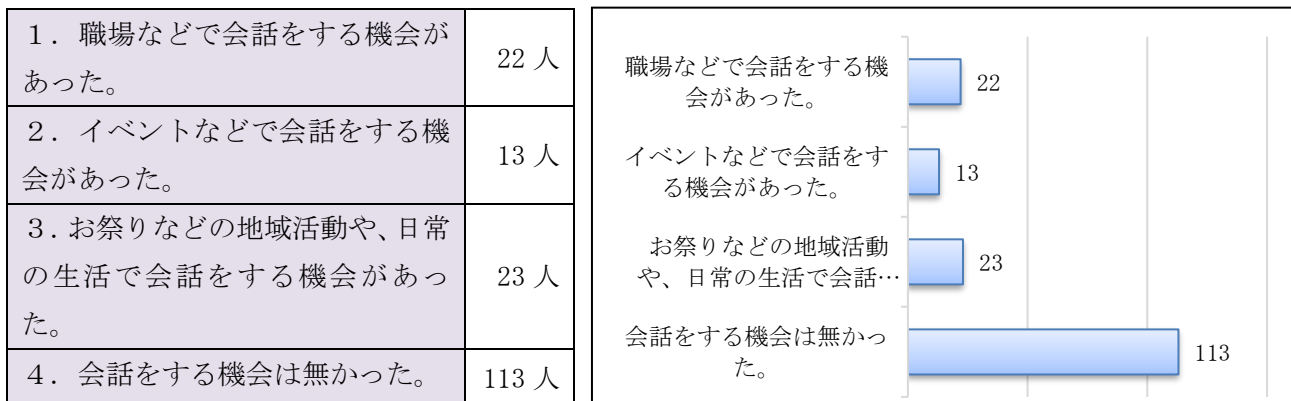 １．職場などで会話をする機会が
あった。
22 人
２．イベントなどで会話をする機
会があった。
13 人
３．お祭りなどの地域活動や、日常
の生活で会話をする機会があっ
た。
23 人
４．会話をする機会は無かった。
113 人
職場などで会話をする機
会があった。
22
イベントなどで会話をす
る機会があった。
13
お祭りなどの地域活動
や、日常の生活で会話…
23
会話をする機会は無かっ
た。
113